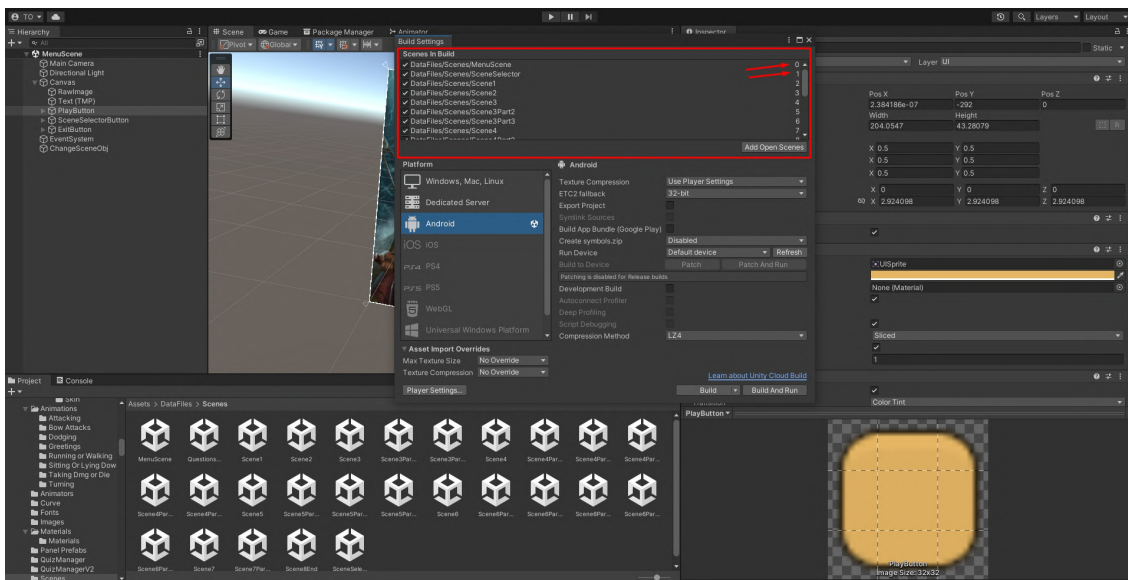 TO
Layers
Layout
Hierarchy
Scene
Game
Package Manager
Animator
Inspector
All
Pivot
Global
Static
MenuScene
Main Camera
Directional Light
Canvas
RawImage
Text (TMP)
PlayButton
SceneSelectorButton
ExitButton
EventSystem
ChangeSceneObj
Build Settings
Scenes In Build
DataFiles/Scenes/MenuScene 0
DataFiles/Scenes/SceneSelector 1
DataFiles/Scenes/Scene1 2
DataFiles/Scenes/Scene2 3
DataFiles/Scenes/Scene3 4
DataFiles/Scenes/Scene3Part2 5
DataFiles/Scenes/Scene3Part3 6
DataFiles/Scenes/Scene4 7
DataFiles/Scenes/Scene4Part2 8
Add Open Scenes
Platform
Windows, Mac, Linux
Dedicated Server
Android
iOS iOS
PS4
PS5
WebGL
Universal Windows Platform
Android
Texture Compression Use Player Settings
ETC2 fallback 32-bit
Export Project
Symlink Sources
Build App Bundle (Google Play)
Create symbols.zip Disabled
Run Device Default device Refresh
Build to Device Patch Patch And Run
Patching is disabled for Release builds
Development Build
Autoconnect Profiler
Deep Profiling
Script Debugging
Compression Method LZ4
Asset Import Overrides
Max Texture Size No Override
Texture Compression No Override
Learn about Unity Cloud Build
Player Settings...
Build
Build And Run
Layer UI
Pos X Pos Y Pos Z
2.384186e-07 -292 0
Width Height
204.0547 43.28079
R
X 0.5 Y 0.5
X 0.5 Y 0.5
X 0.5 Y 0.5
X 0 Y 0 Z 0
X 2.924098 Y 2.924098 Z 2.924098
UISprite
None (Material)
Sliced
1
Transition Color Tint
PlayButton
PlayButton
Image Size: 32x32
Project
Console
Skin
Animations
Attacking
Bow Attacks
Dodging
Greetings
Running or Walking
Sitting Or Lying Dow
Taking Dmg or Die
Turning
Animators
Curve
Fonts
Images
Materials
Materials
Panel Prefabs
QuizManager
QuizManagerV2
Scenes
Assets > DataFiles > Scenes
MenuScene Questions... Scene1 Scene2 Scene3 Scene3Par... Scene3Par... Scene4 Scene4Par... Scene4Par... Scene4Par...
Scene4Par... Scene4Par... Scene5 Scene5Par... Scene5Par... Scene5Par... Scene6 Scene6Par... Scene6Par... Scene6Par... Scene6Par...
Scene6Par... Scene7 Scene7Par... Scene8End SceneSele...